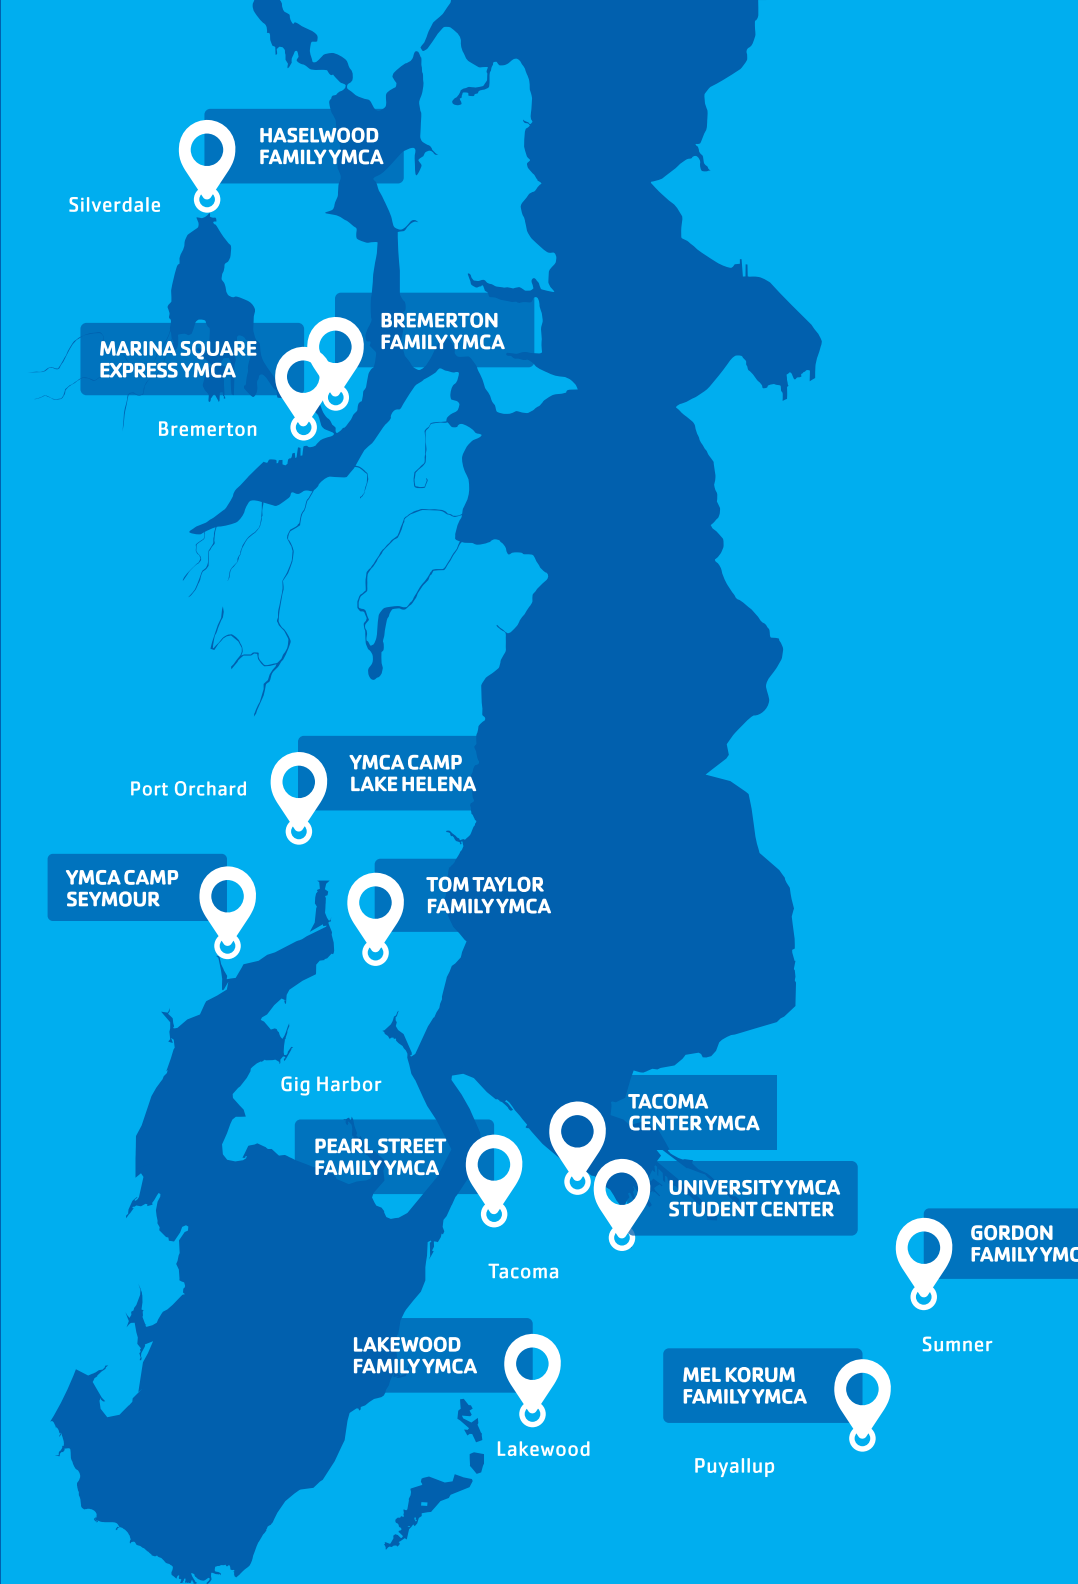 HASELWOOD
FAMILY YMCA
Silverdale
BREMERTON
FAMILY YMCA
MARINA SQUARE
EXPRESS YMCA
Bremerton
YMCA CAMP
LAKE HELENA
Port Orchard
YMCA CAMP
SEYMOUR
TOM TAYLOR
FAMILY YMCA
Gig Harbor
TACOMA
CENTER YMCA
PEARL STREET
FAMILY YMCA
UNIVERSITY YMCA
STUDENT CENTER
GORDON
FAMILY YMC
Tacoma
Sumner
LAKEWOOD
FAMILY YMCA
MEL KORUM
FAMILY YMCA
Lakewood
Puyallup